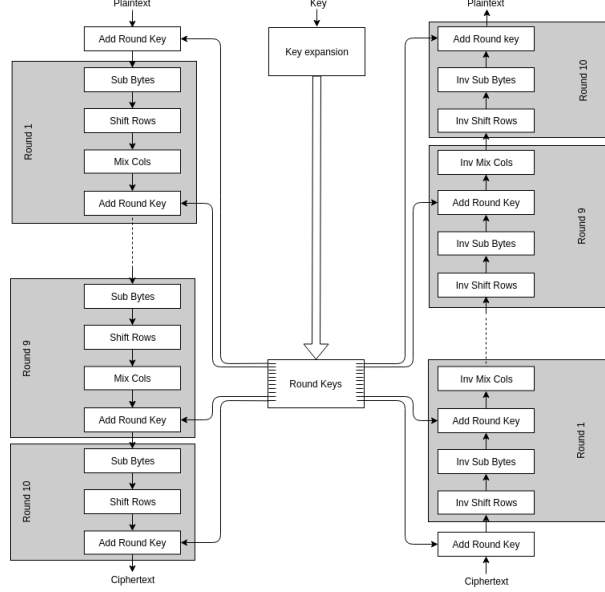 Plaintext
Add Round Key
Round 1
Sub Bytes
Shift Rows
Mix Cols
Add Round Key
Round 9
Sub Bytes
Shift Rows
Mix Cols
Add Round Key
Round 10
Sub Bytes
Shift Rows
Add Round Key
Ciphertext
Key
Key expansion
Round Keys
Plaintext
Add Round key
Inv Sub Bytes
Inv Shift Rows
Round 10
Inv Mix Cols
Add Round Key
Inv Sub Bytes
Inv Shift Rows
Round 9
Inv Mix Cols
Add Round Key
Inv Sub Bytes
Inv Shift Rows
Round 1
Add Round Key
Ciphertext